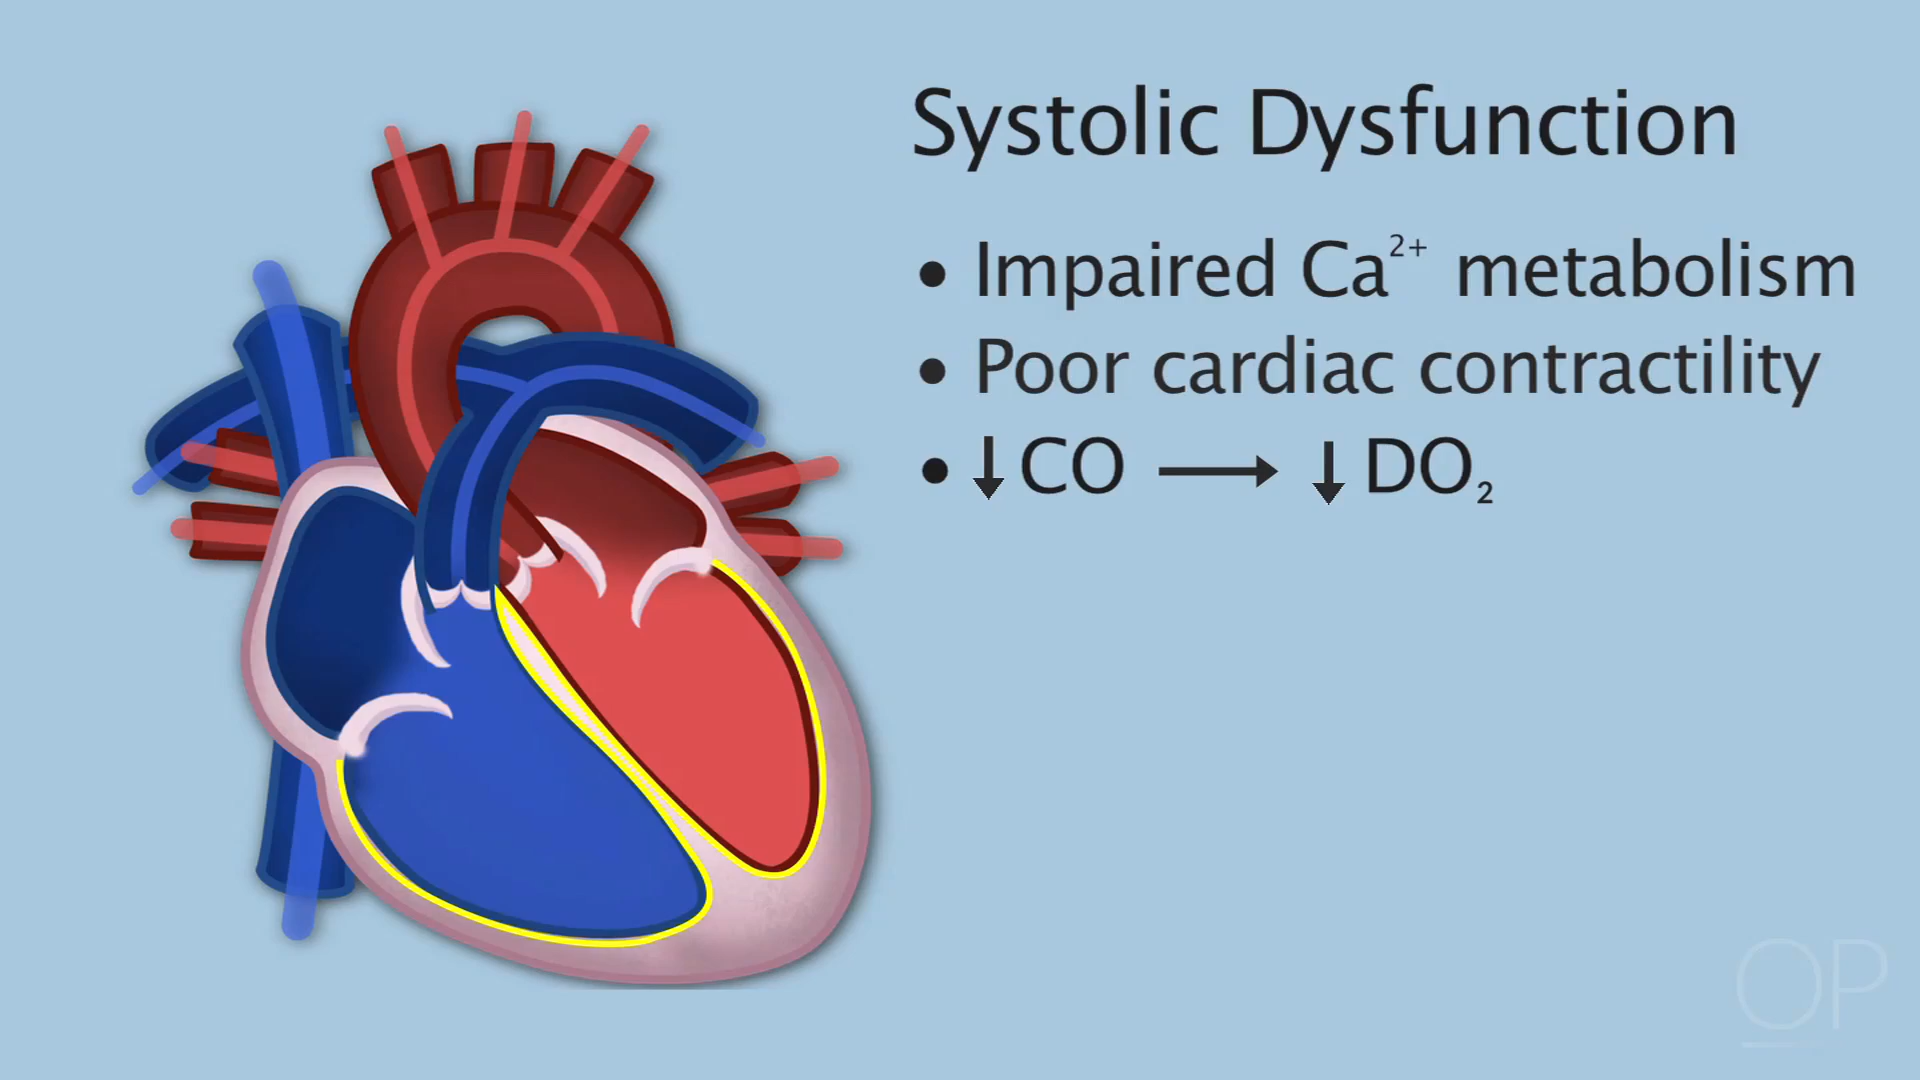 Systolic Dysfunction
• Impaired Ca²⁺ metabolism
• Poor cardiac contractility
• ↓ CO → ↓ DO₂
OP